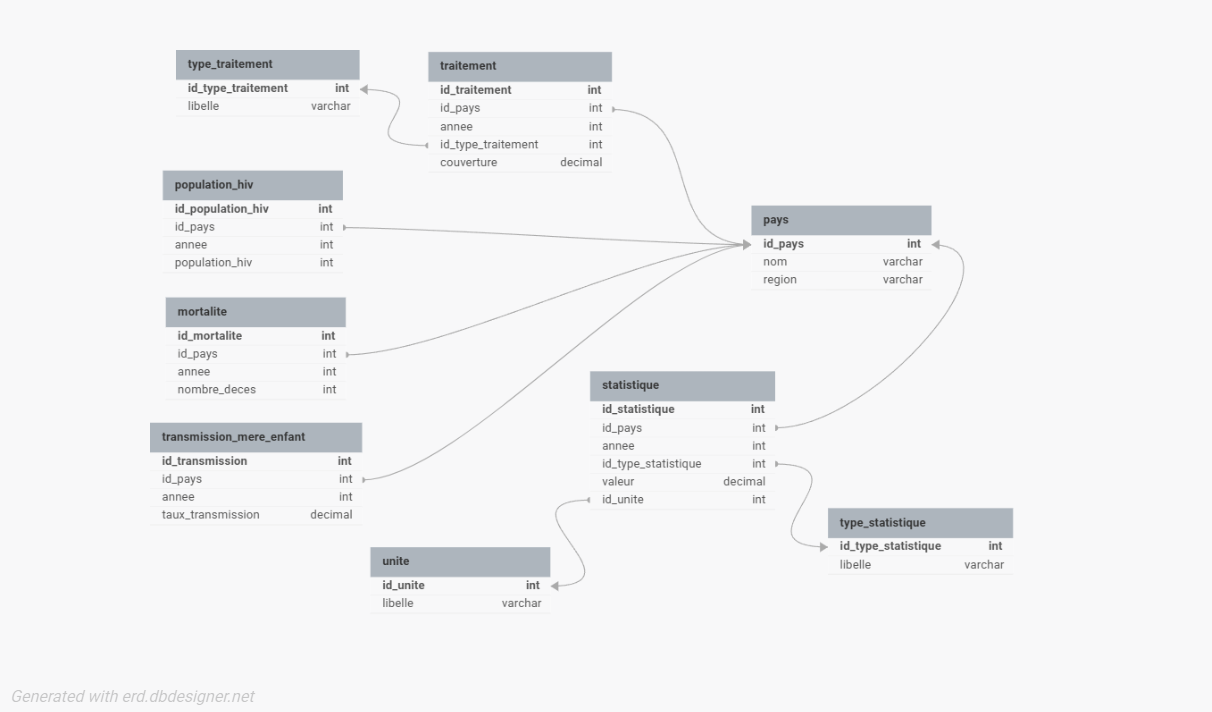 type_traitement
id_type_traitement int
libelle varchar
traitement
id_traitement int
id_pays int
annee int
id_type_traitement int
couverture decimal
population_hiv
id_population_hiv int
id_pays int
annee int
population_hiv int
pays
id_pays int
nom varchar
region varchar
mortalite
id_mortalite int
id_pays int
annee int
nombre_deces int
statistique
id_statistique int
id_pays int
annee int
id_type_statistique int
valeur decimal
id_unite int
transmission_mere_enfant
id_transmission int
id_pays int
annee int
taux_transmission decimal
type_statistique
id_type_statistique int
libelle varchar
unite
id_unite int
libelle varchar
Generated with erd.dbdesigner.net